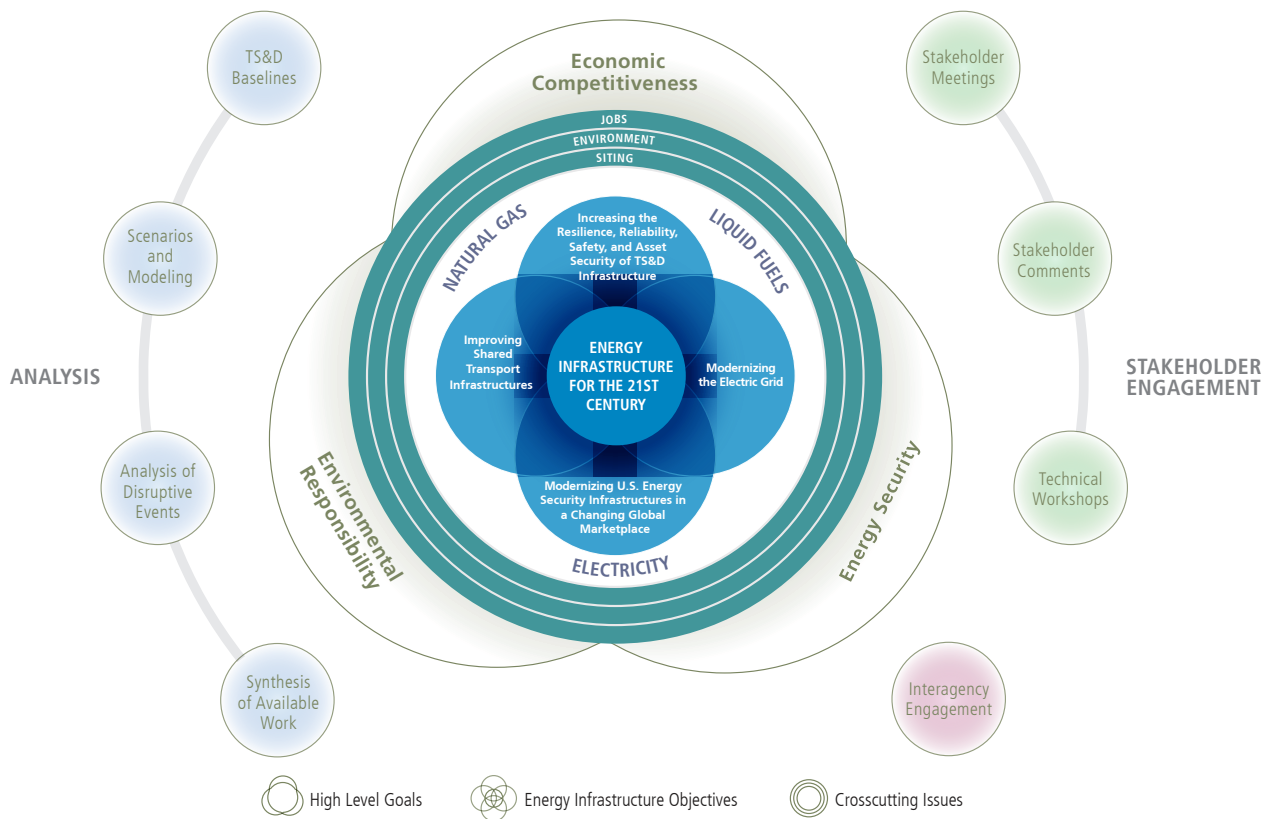 TS&D
Baselines
Scenarios
and
Modeling
ANALYSIS
Analysis of
Disruptive
Events
Synthesis
of Available
Work
Economic
Competitiveness
JOBS
ENVIRONMENT
SITING
NATURAL GAS
LIQUID FUELS
Increasing the
Resilience, Reliability,
Safety, and Asset
Security of TS&D
Infrastructure
Improving
Shared
Transport
Infrastructures
ENERGY
INFRASTRUCTURE
FOR THE 21ST
CENTURY
Modernizing
the Electric Grid
Modernizing U.S. Energy
Security Infrastructures in
a Changing Global
Marketplace
ELECTRICITY
Environmental
Responsibility
Energy Security
Stakeholder
Meetings
Stakeholder
Comments
STAKEHOLDER
ENGAGEMENT
Technical
Workshops
Interagency
Engagement
High Level Goals
Energy Infrastructure Objectives
Crosscutting Issues